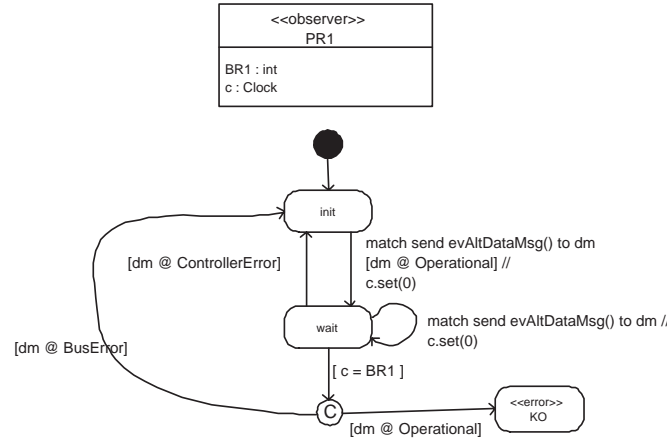 <<observer>>
PR1
BR1 : int
c : Clock
init
[dm @ ControllerError]
match send evAltDataMsg() to dm
[dm @ Operational] //
c.set(0)
wait
match send evAltDataMsg() to dm //
c.set(0)
[dm @ BusError]
[ c = BR1 ]
C
<<error>>
KO
[dm @ Operational]